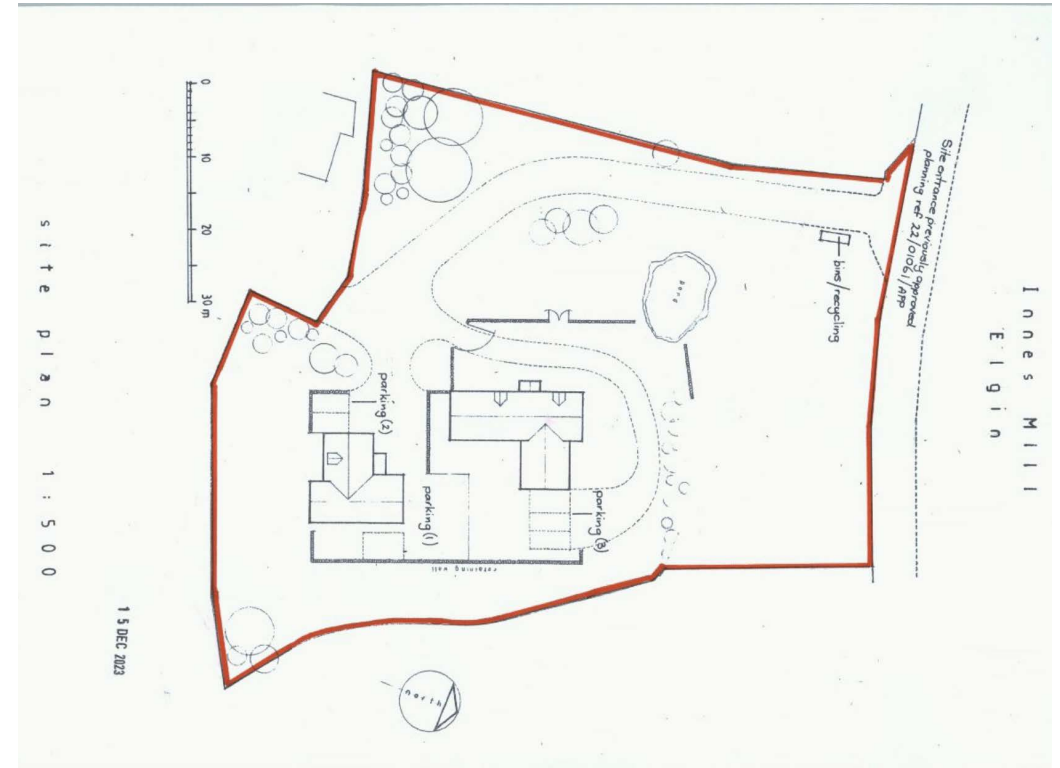 Innes Mill
Elgin
Site entrance previously approved
planning ref 22/01061/APP
bins/recycling
pond
parking(2)
parking(1)
parking(3)
retaining wall
0
10
20
30m
north
site plan 1:500
15 DEC 2023